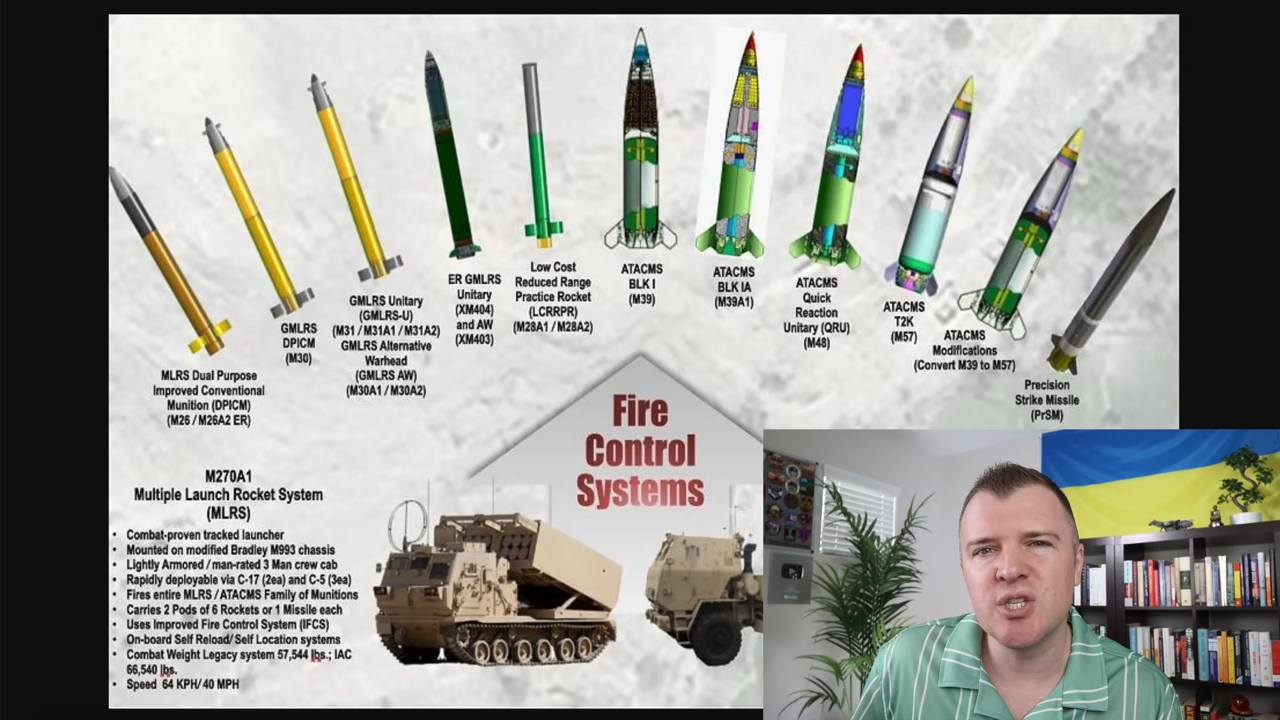 MLRS Dual Purpose
Improved Conventional
Munition (DPICM)
(M26 / M26A2 ER)
GMLRS
DPICM
(M30)
GMLRS Unitary
(GMLRS-U)
(M31 / M31A1 / M31A2)
GMLRS Alternative
Warhead
(GMLRS AW)
(M30A1 / M30A2)
ER GMLRS
Unitary
(XM404)
and AW
(XM403)
Low Cost
Reduced Range
Practice Rocket
(LCRRPR)
(M28A1 / M28A2)
ATACMS
BLK I
(M39)
ATACMS
BLK IA
(M39A1)
ATACMS
Quick
Reaction
Unitary (QRU)
(M48)
ATACMS
T2K
(M57)
ATACMS
Modifications
(Convert M39 to M57)
Precision
Strike Missile
(PrSM)
Fire
Control
Systems
M270A1
Multiple Launch Rocket System
(MLRS)
• Combat-proven tracked launcher
• Mounted on modified Bradley M993 chassis
• Lightly Armored / man-rated 3 Man crew cab
• Rapidly deployable via C-17 (2ea) and C-5 (3ea)
• Fires entire MLRS / ATACMS Family of Munitions
• Carries 2 Pods of 6 Rockets or 1 Missile each
• Uses Improved Fire Control System (IFCS)
• On-board Self Reload/ Self Location systems
• Combat Weight Legacy system 57,544 lbs.; IAC
66,540 lbs.
• Speed 64 KPH/ 40 MPH